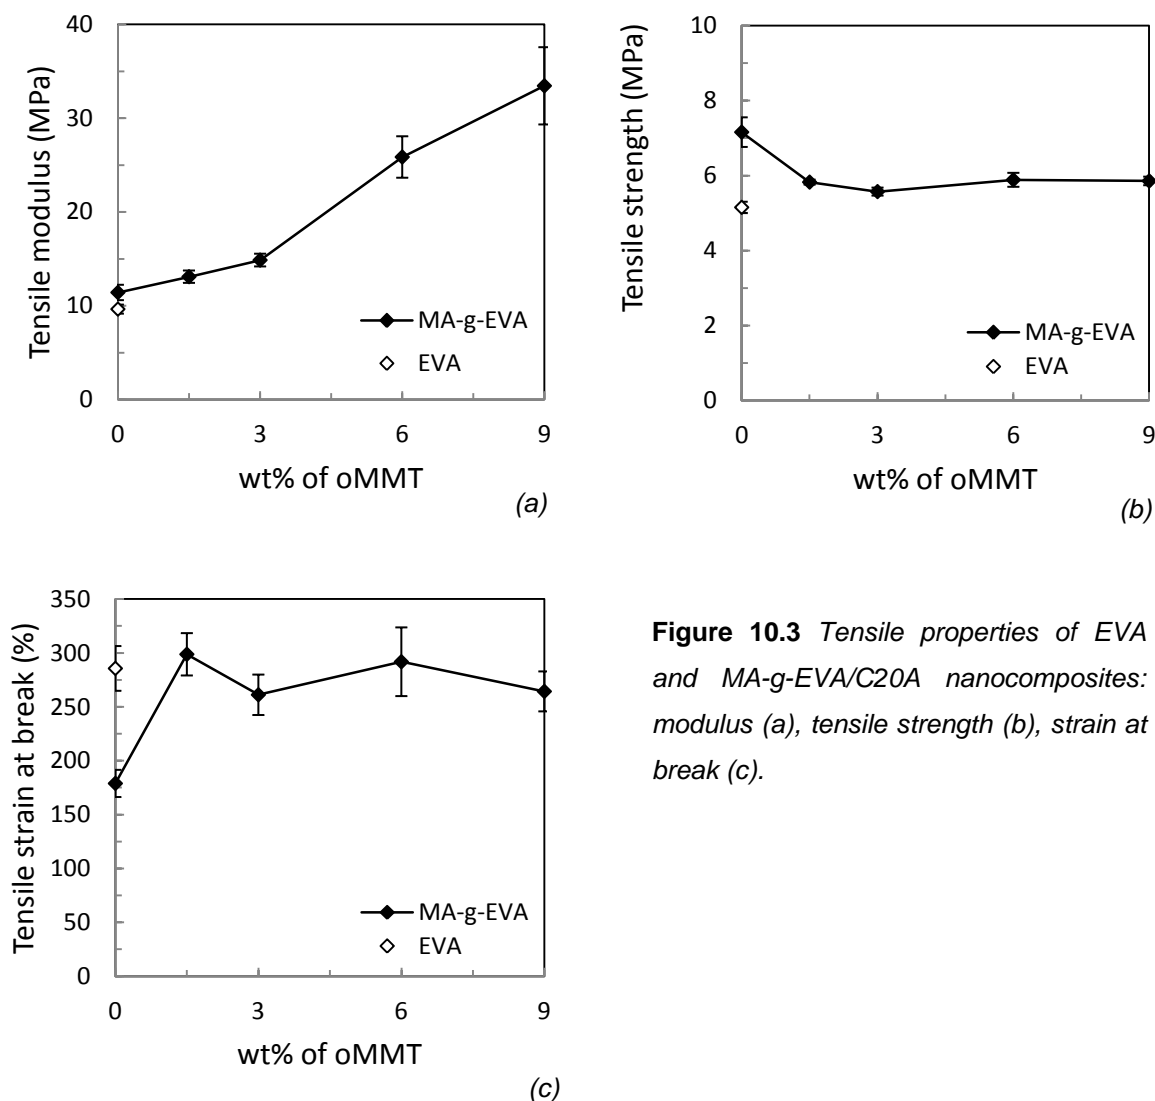 Tensile modulus (MPa)
40
30
20
10
0
0 3 6 9
wt% of oMMT
MA-g-EVA
EVA
(a)
Tensile strength (MPa)
10
8
6
4
2
0
0 3 6 9
wt% of oMMT
MA-g-EVA
EVA
(b)
Tensile strain at break (%)
350
300
250
200
150
100
50
0
0 3 6 9
wt% of oMMT
MA-g-EVA
EVA
(c)
Figure 10.3 Tensile properties of EVA
and MA-g-EVA/C20A nanocomposites:
modulus (a), tensile strength (b), strain at
break (c).